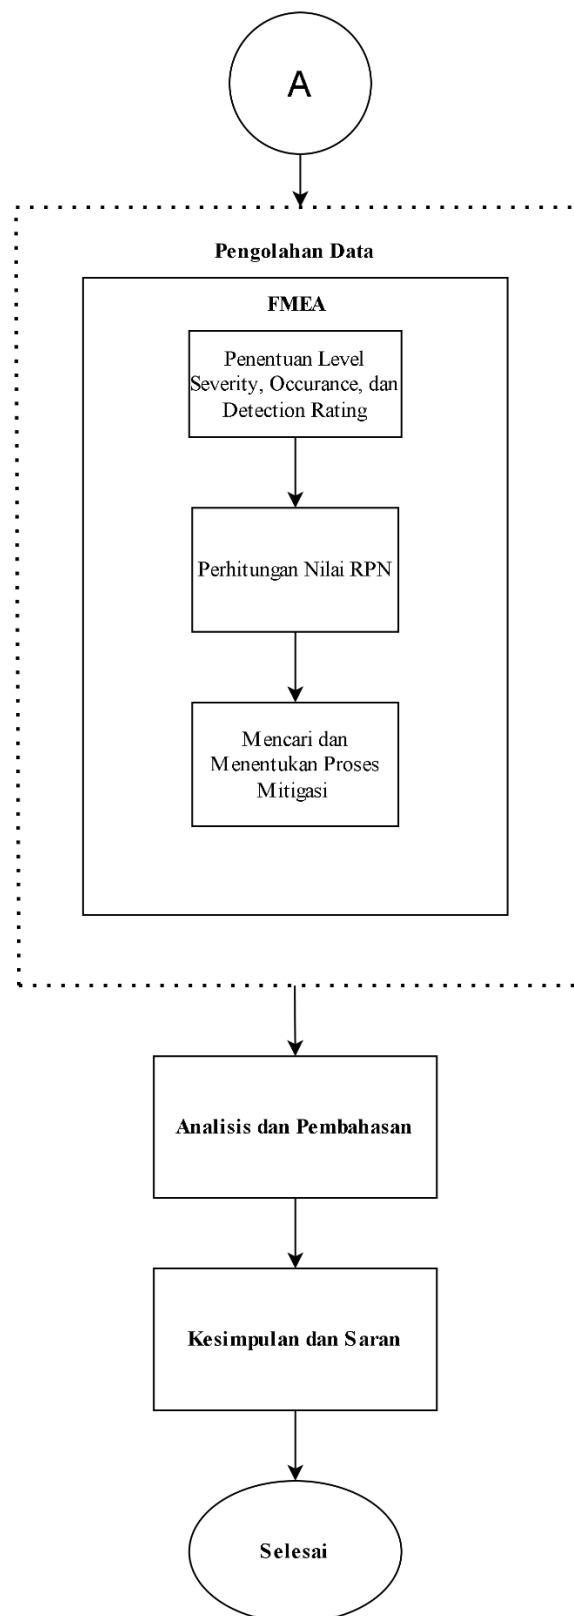 A
Pengolahan Data
FMEA
Penentuan Level
Severity, Occurance, dan
Detection Rating
Perhitungan Nilai RPN
Mencari dan
Menentukan Proses
Mitigasi
Analisis dan Pembahasan
Kesimpulan dan Saran
Selesai